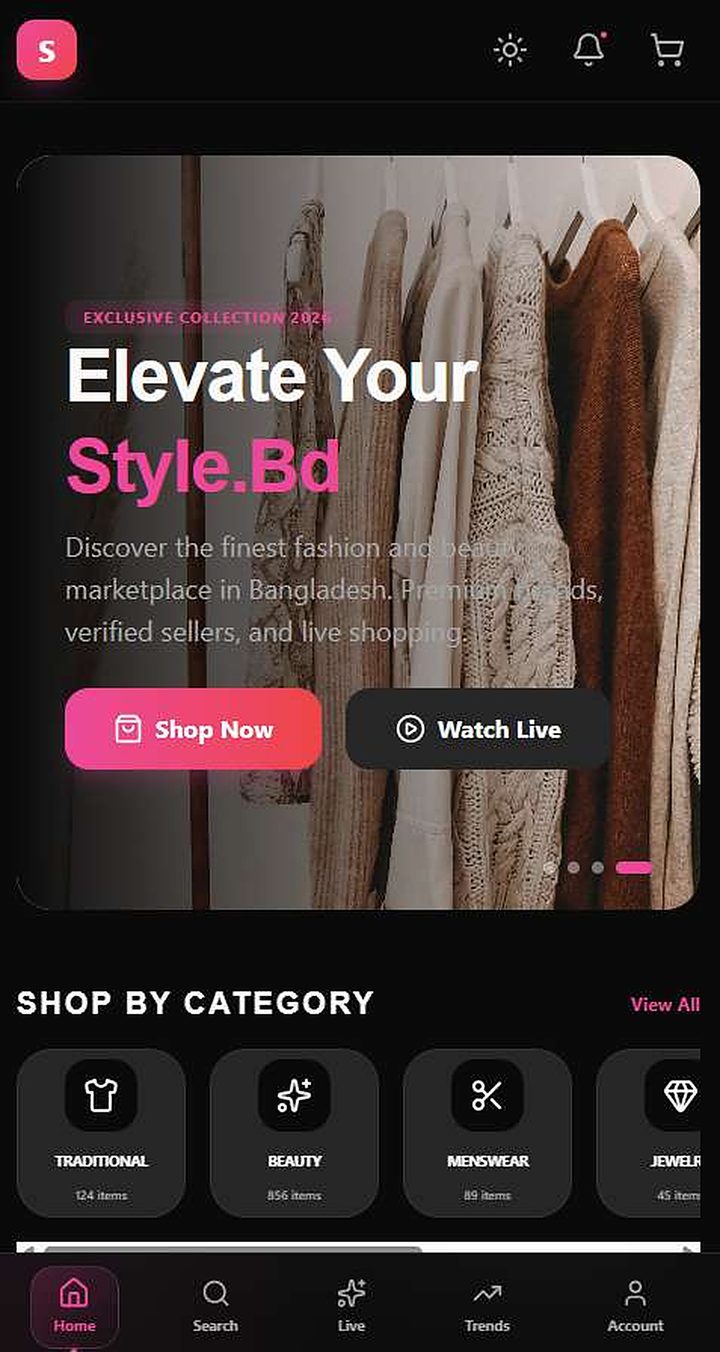 S
EXCLUSIVE COLLECTION 2026
Elevate Your
Style.Bd
Discover the finest fashion and beauty
marketplace in Bangladesh. Premium brands,
verified sellers, and live shopping.
Shop Now
Watch Live
SHOP BY CATEGORY
View All
TRADITIONAL
BEAUTY
MENSWEAR
JEWELR
124 items
856 items
89 items
45 items
Home
Search
Live
Trends
Account